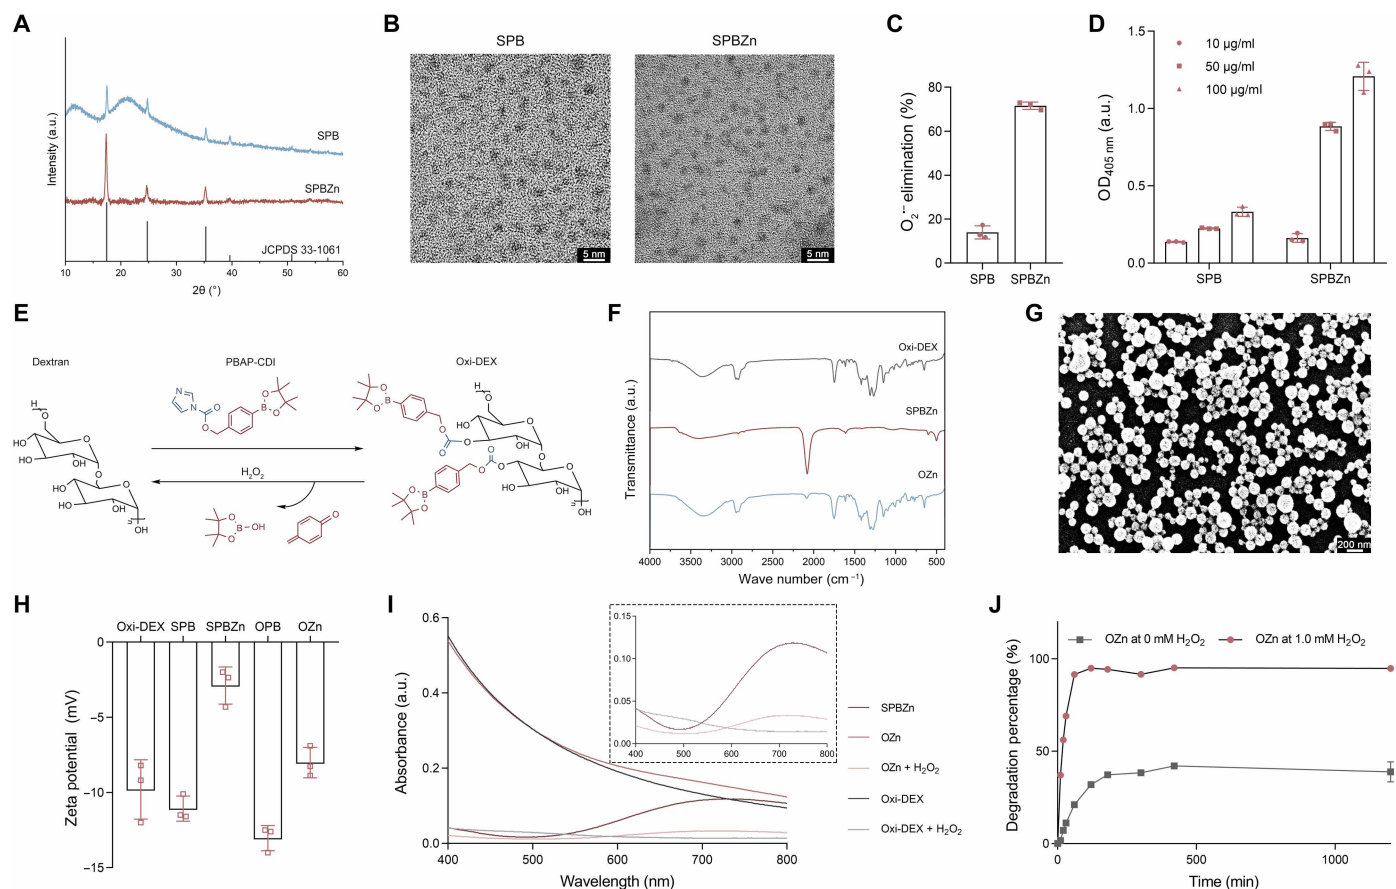 A
Intensity (a.u.)
SPB
SPBZn
JCPDS 33-1061
10 20 30 40 50 60
2θ (°)
B
SPB
SPBZn
5 nm
5 nm
C
O₂•− elimination (%)
80
60
40
20
0
SPB SPBZn
D
OD405 nm (a.u.)
1.5
1.0
0.5
0.0
10 μg/ml
50 μg/ml
100 μg/ml
SPB SPBZn
E
Dextran
PBAP-CDI
Oxi-DEX
H₂O₂
F
Transmittance (a.u.)
Oxi-DEX
SPBZn
OZn
4000 3500 3000 2500 2000 1500 1000 500
Wave number (cm⁻¹)
G
200 nm
H
Oxi-DEX SPB SPBZn OPB OZn
Zeta potential (mV)
0
−5
−10
−15
I
Absorbance (a.u.)
0.6
0.4
0.2
0.0
400 500 600 700 800
Wavelength (nm)
0.15
0.10
0.05
0.00
400 500 600 700 800
SPBZn
OZn
OZn + H₂O₂
Oxi-DEX
Oxi-DEX + H₂O₂
J
Degradation percentage (%)
OZn at 0 mM H₂O₂ OZn at 1.0 mM H₂O₂
100
50
0
0 500 1000
Time (min)